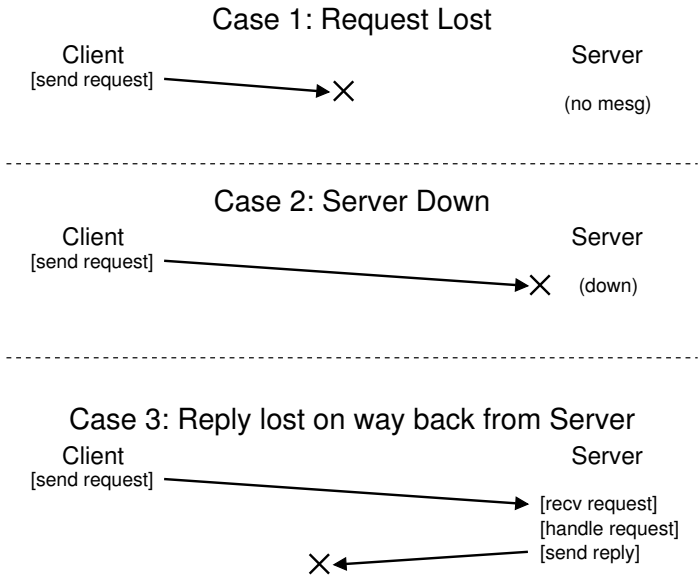 Case 1: Request Lost
Client Server
[send request]
(no mesg)
Case 2: Server Down
Client Server
[send request]
(down)
Case 3: Reply lost on way back from Server
Client Server
[send request]
[recv request]
[handle request]
[send reply]